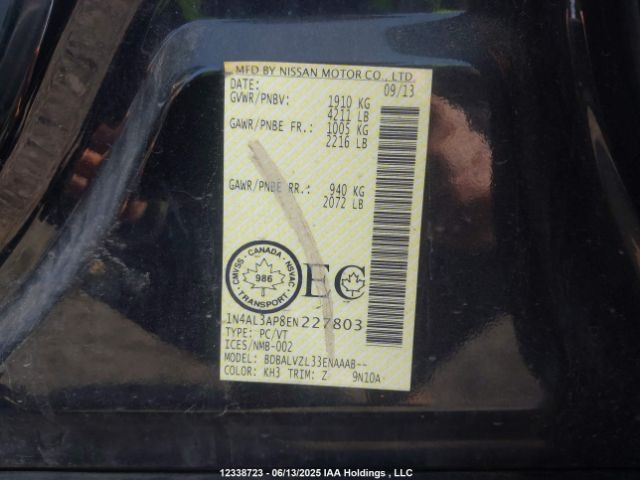 MFD BY NISSAN MOTOR CO., LTD.
DATE: 09/13
GVWR/PNBV: 1910 KG
4211 LB
GAWR/PNBE FR.: 1005 KG
2216 LB
GAWR/PNBE RR.: 940 KG
2072 LB
CMVSS · CANADA · NSVAC
986
TRANSPORT
EC
1N4AL3AP8EN227803
TYPE: PC/VT
ICES/NMB-002
MODEL: BDBALVZL33ENAAAB--
COLOR: KH3 TRIM: Z 9N10A
12338723 - 06/13/2025 IAA Holdings , LLC